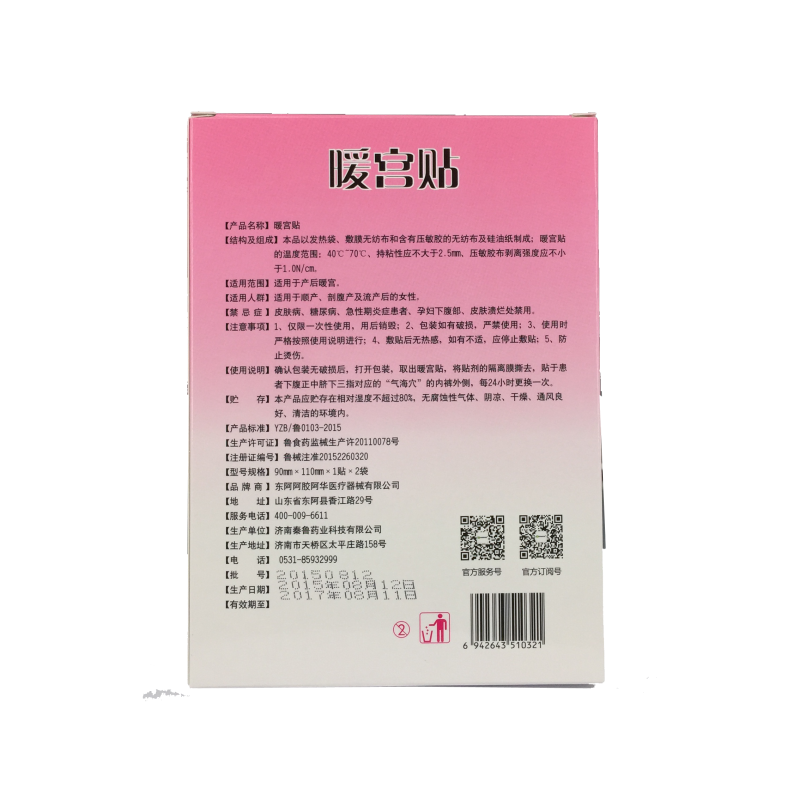 暖宫贴
【产品名称】暖宫贴
【结构及组成】本品以发热袋、敷膜无纺布和含有压敏胶的无纺布及硅油纸制成；暖宫贴
的温度范围：40℃~70℃，持粘性应不大于2.5mm，压敏胶布剥离强度应不小
于1.0N/cm。
【适用范围】适用于产后暖宫。
【适用人群】适用于顺产、剖腹产及流产后的女性。
【禁忌症】皮肤病、糖尿病、急性期炎症患者、孕妇下腹部、皮肤溃烂处禁用。
【注意事项】1、仅限一次性使用，用后销毁；2、包装如有破损，严禁使用；3、使用时
严格按照使用说明进行；4、敷贴后无热感，如有不适，应停止敷贴；5、防
止烫伤。
【使用说明】确认包装无破损后，打开包装，取出暖宫贴，将贴剂的隔离膜撕去，贴于患
者下腹正中脐下三指对应的“气海穴”的内裤外侧，每24小时更换一次。
【贮 存】本产品应贮存在相对湿度不超过80%，无腐蚀性气体、阴凉、干燥、通风良
好、清洁的环境内。
【产品标准】YZB/鲁0103-2015
【生产许可证】鲁食药监械生产许20110078号
【注册证编号】鲁械注准20152260320
【型号规格】90mm×110mm×1贴×2袋
【品牌商】东阿阿胶阿华医疗器械有限公司
【地 址】山东省东阿县香江路29号
【服务电话】400-009-6611
【生产单位】济南秦鲁药业科技有限公司
【生产地址】济南市天桥区太平庄路158号
【电 话】0531-85932999
【批 号】20150812
【生产日期】2015年08月12日
【有效期至】2017年08月11日
官方服务号 官方订阅号
2
6 942643 510321